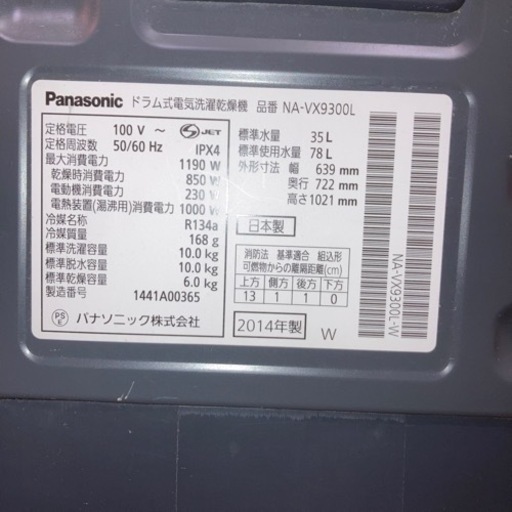 Panasonic ドラム式電気洗濯乾燥機 品番 NA-VX9300L
定格電圧 100 V ~
定格周波数 50/60 Hz
JET
IPX4
最大消費電力 1190 W
乾燥時消費電力 850 W
電動機消費電力 230 W
電熱装置(湯沸用)消費電力 1000 W
冷媒名称 R134a
冷媒質量 168 g
標準洗濯容量 10.0 kg
標準脱水容量 10.0 kg
標準乾燥容量 6.0 kg
製造番号 1441A00365
PS E パナソニック株式会社
標準水量 35 L
標準使用水量 78 L
外形寸法 幅 639 mm
奥行 722 mm
高さ 1021 mm
日本製
消防法 基準適合 組込形
可燃物からの離隔距離(cm)
上方 側方 後方 下方
13 1 1 0
2014年製 W
NA-VX9300L-W